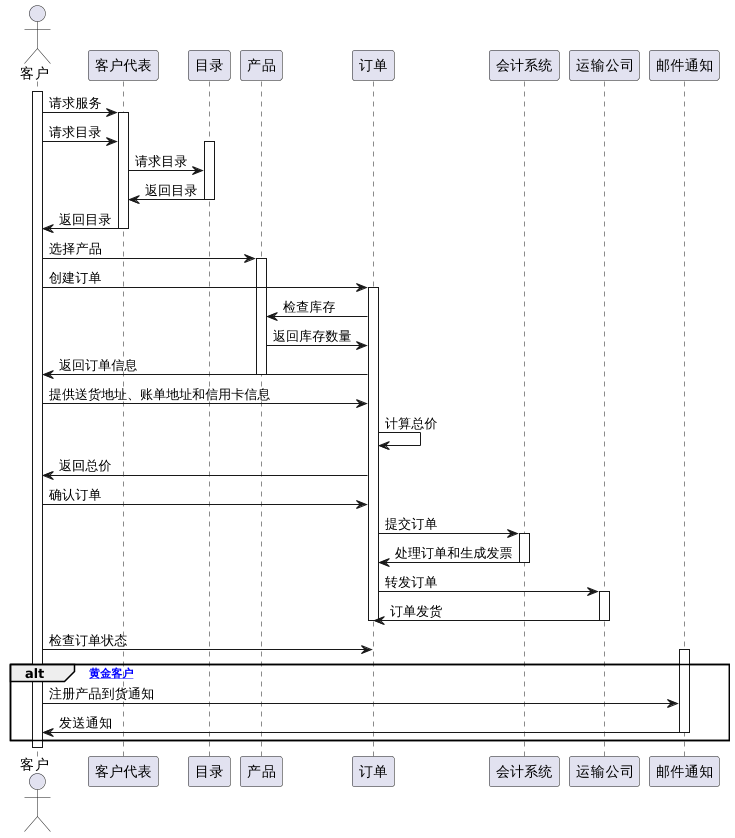 客户
客户代表 目录 产品 订单 会计系统 运输公司 邮件通知
请求服务
请求目录
请求目录
返回目录
返回目录
选择产品
创建订单
检查库存
返回库存数量
返回订单信息
提供送货地址、账单地址和信用卡信息
计算总价
返回总价
确认订单
提交订单
处理订单和生成发票
转发订单
订单发货
检查订单状态
alt 黄金客户
注册产品到货通知
发送通知
客户代表 目录 产品 订单 会计系统 运输公司 邮件通知
客户